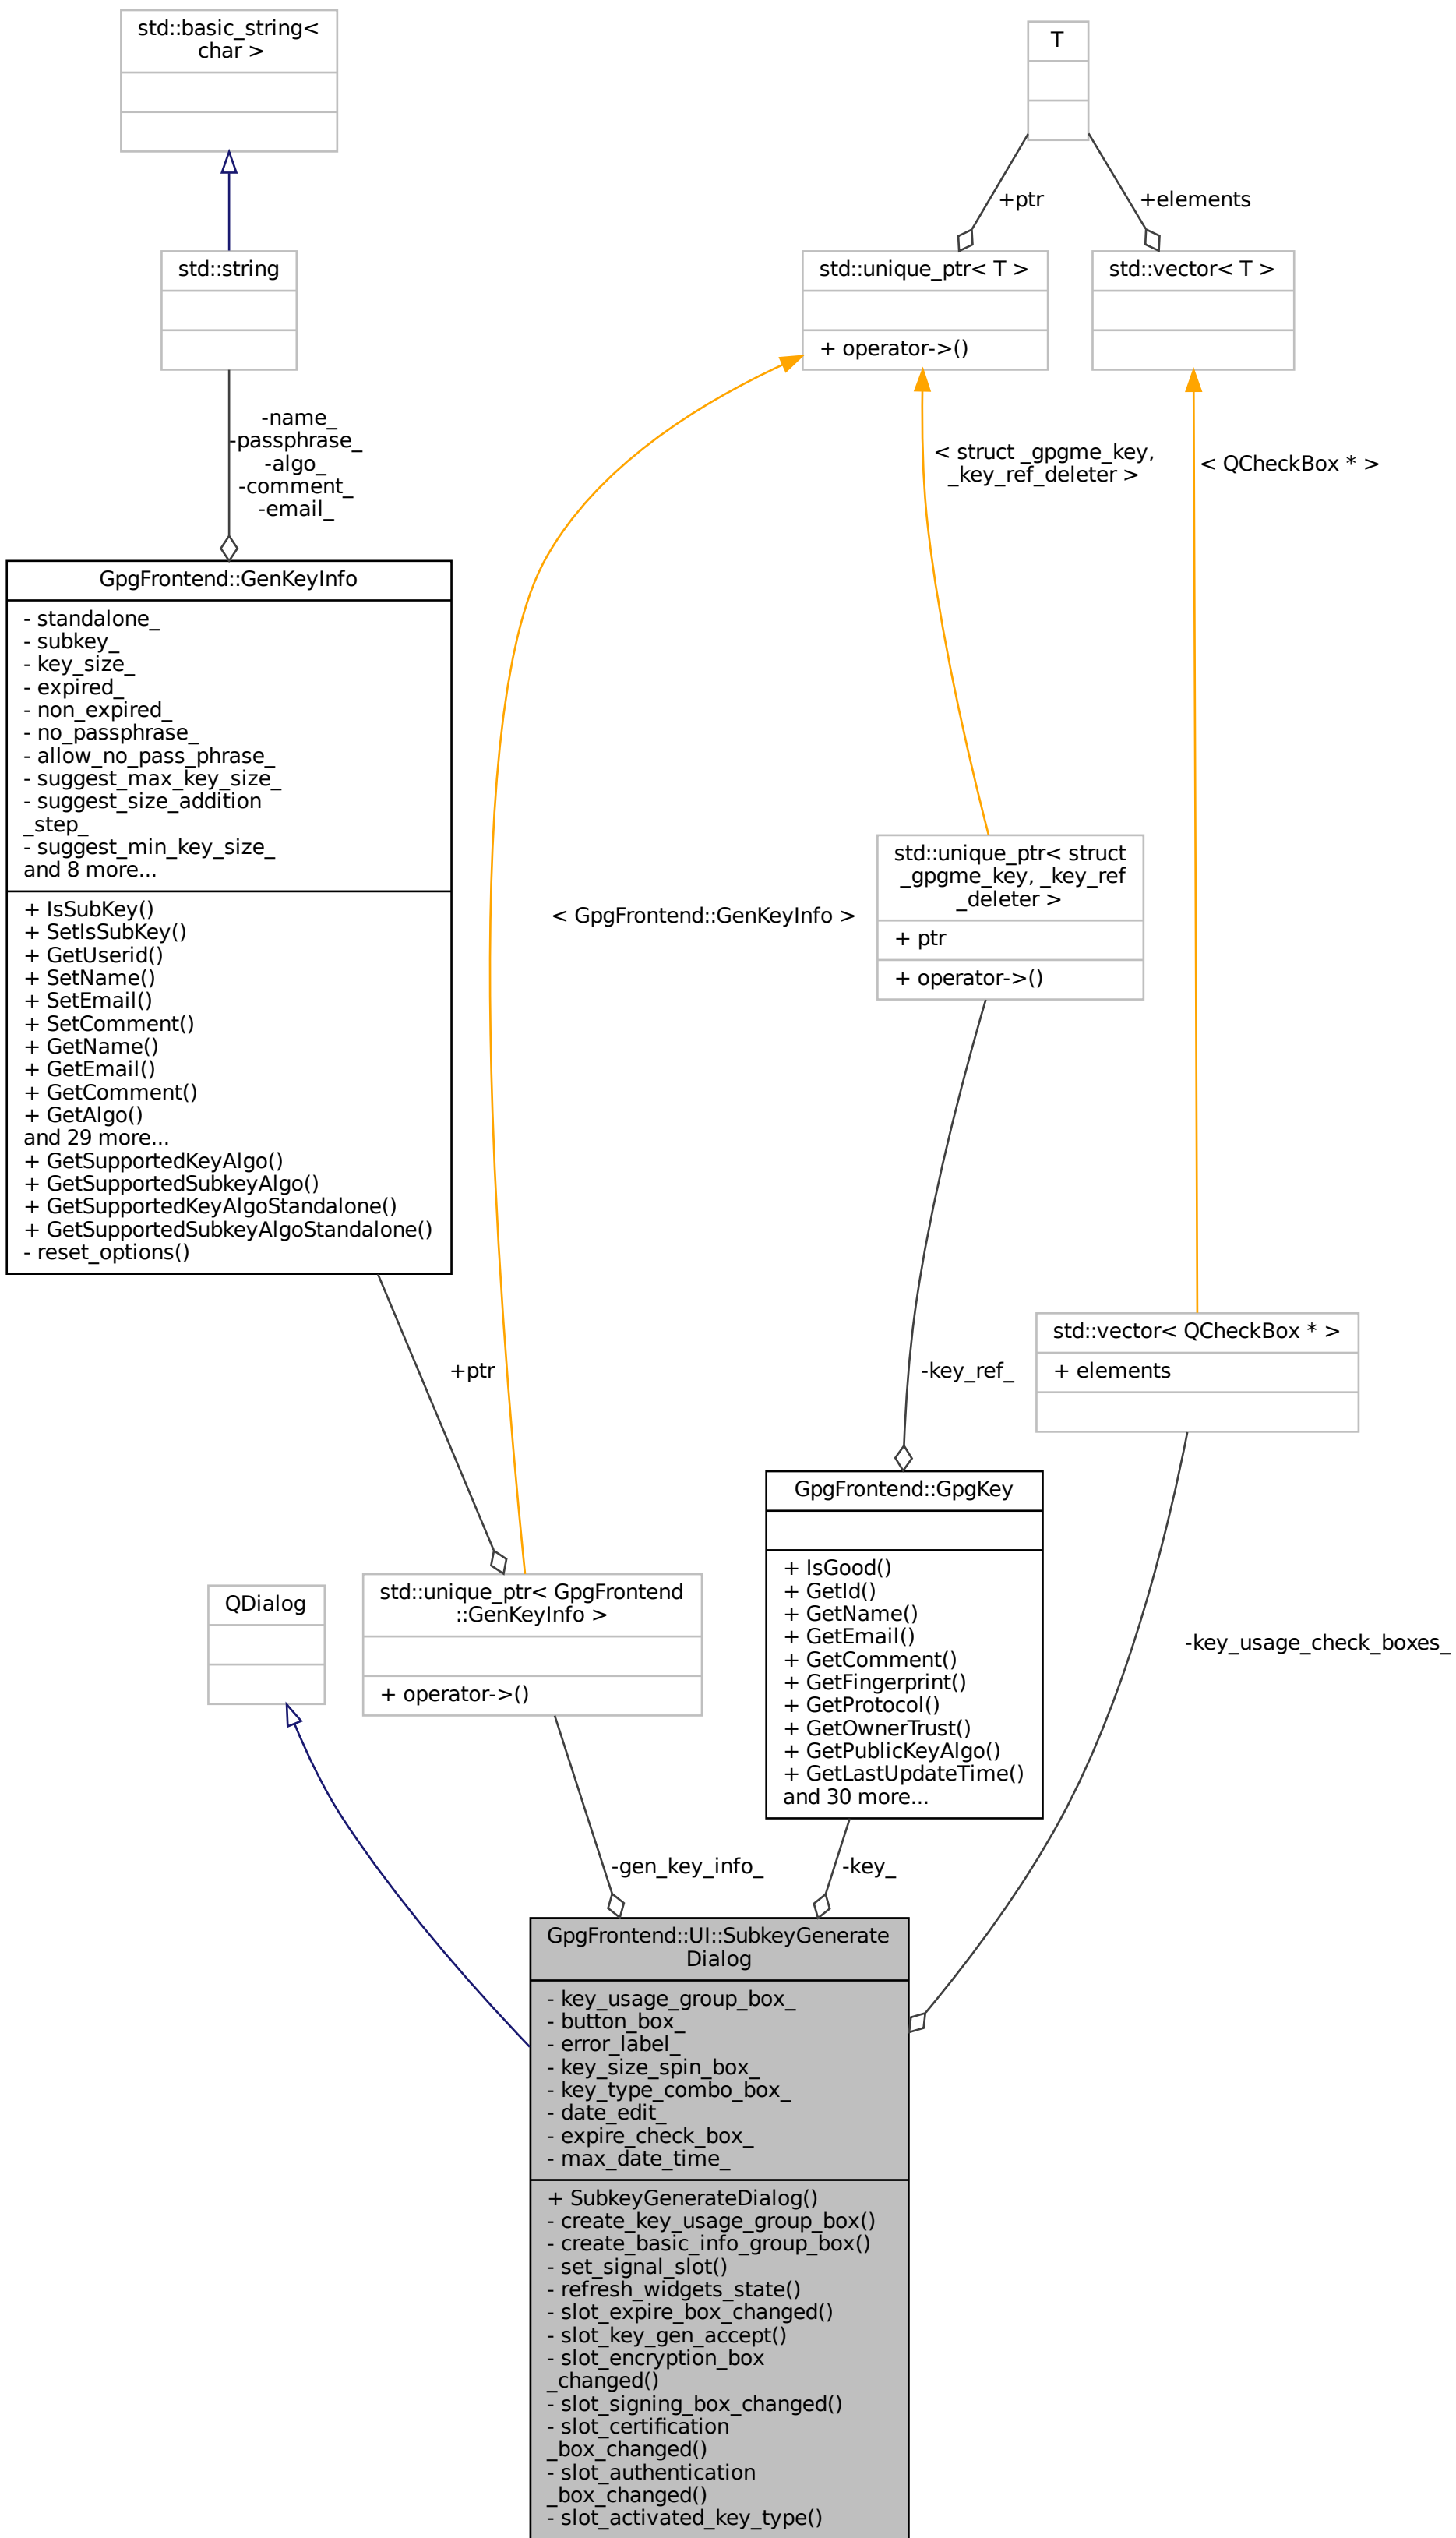 std::basic_string<
char >
T
+ptr
+elements
std::string
std::unique_ptr< T >
+ operator->()
std::vector< T >
-name_
-passphrase_
-algo_
-comment_
-email_
< struct _gpgme_key,
_key_ref_deleter >
< QCheckBox * >
GpgFrontend::GenKeyInfo
- standalone_
- subkey_
- key_size_
- expired_
- non_expired_
- no_passphrase_
- allow_no_pass_phrase_
- suggest_max_key_size_
- suggest_size_addition
_step_
- suggest_min_key_size_
and 8 more...
+ IsSubKey()
+ SetIsSubKey()
+ GetUserid()
+ SetName()
+ SetEmail()
+ SetComment()
+ GetName()
+ GetEmail()
+ GetComment()
+ GetAlgo()
and 29 more...
+ GetSupportedKeyAlgo()
+ GetSupportedSubkeyAlgo()
+ GetSupportedKeyAlgoStandalone()
+ GetSupportedSubkeyAlgoStandalone()
- reset_options()
< GpgFrontend::GenKeyInfo >
std::unique_ptr< struct
_gpgme_key, _key_ref
_deleter >
+ ptr
+ operator->()
+ptr
-key_ref_
std::vector< QCheckBox * >
+ elements
QDialog
std::unique_ptr< GpgFrontend
::GenKeyInfo >
+ operator->()
GpgFrontend::GpgKey
+ IsGood()
+ GetId()
+ GetName()
+ GetEmail()
+ GetComment()
+ GetFingerprint()
+ GetProtocol()
+ GetOwnerTrust()
+ GetPublicKeyAlgo()
+ GetLastUpdateTime()
and 30 more...
-key_usage_check_boxes_
-gen_key_info_
-key_
GpgFrontend::UI::SubkeyGenerate
Dialog
- key_usage_group_box_
- button_box_
- error_label_
- key_size_spin_box_
- key_type_combo_box_
- date_edit_
- expire_check_box_
- max_date_time_
+ SubkeyGenerateDialog()
- create_key_usage_group_box()
- create_basic_info_group_box()
- set_signal_slot()
- refresh_widgets_state()
- slot_expire_box_changed()
- slot_key_gen_accept()
- slot_encryption_box
_changed()
- slot_signing_box_changed()
- slot_certification
_box_changed()
- slot_authentication
_box_changed()
- slot_activated_key_type()